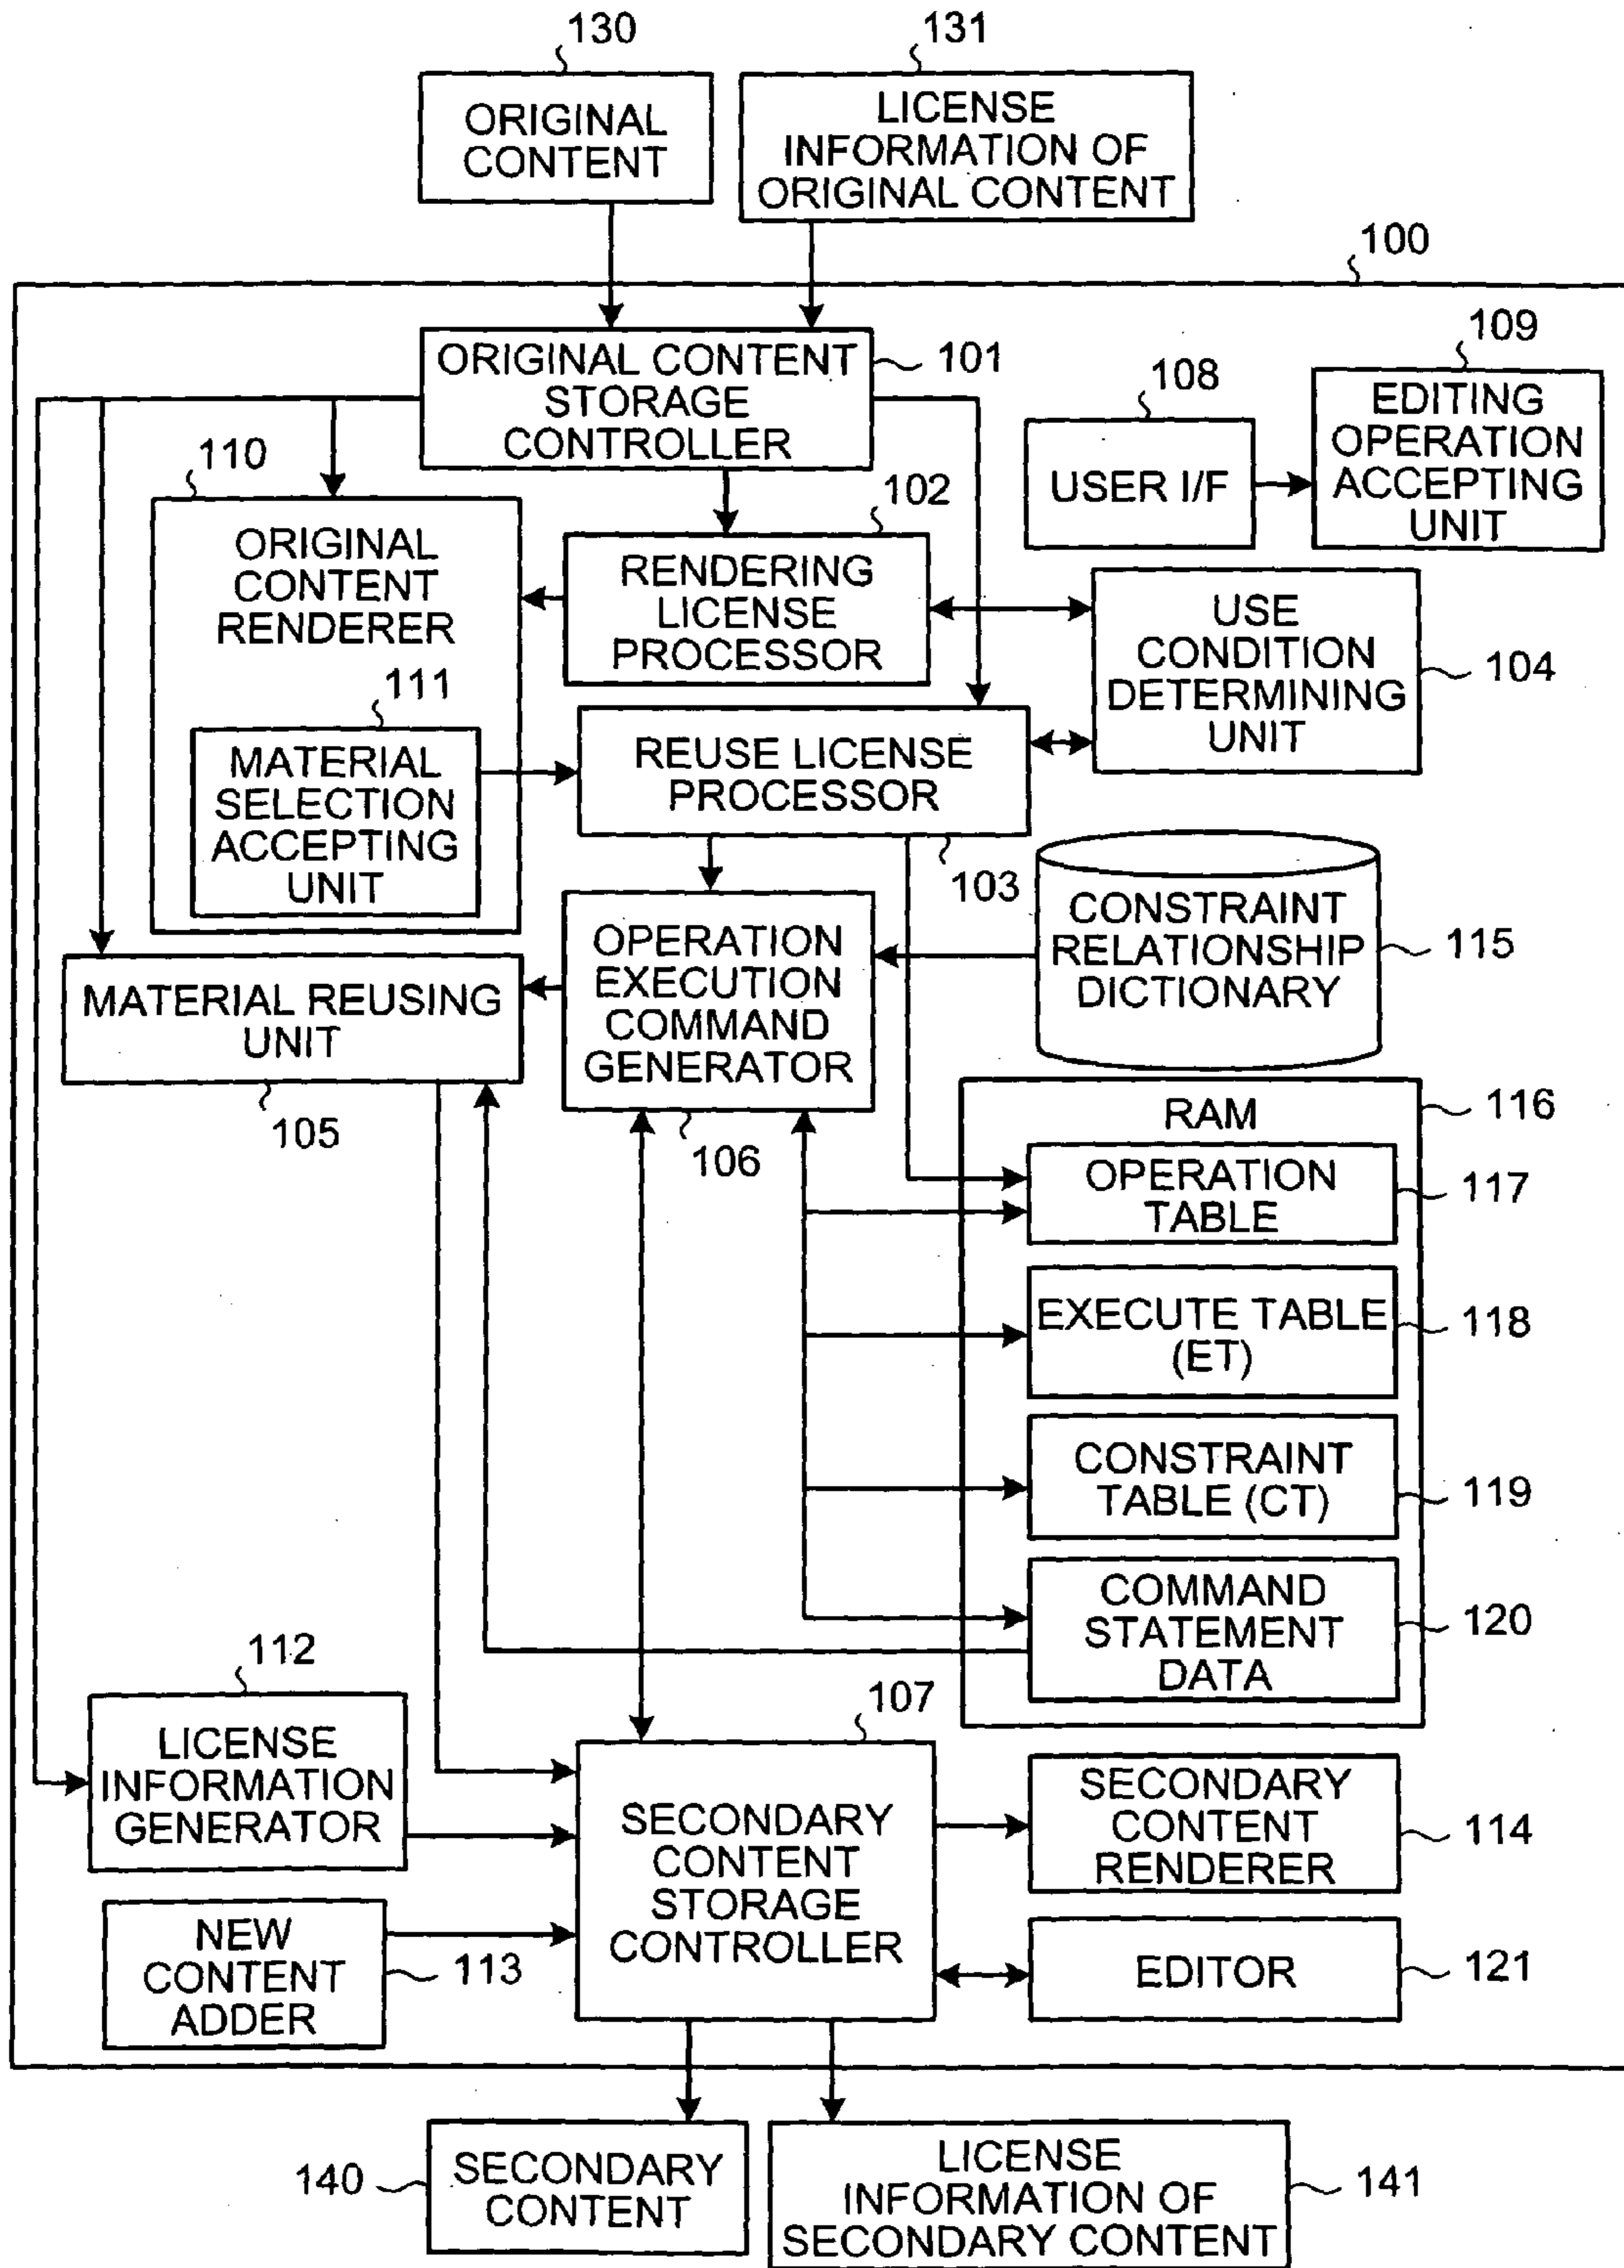 130
131
ORIGINAL
CONTENT
LICENSE
INFORMATION OF
ORIGINAL CONTENT
100
ORIGINAL CONTENT
STORAGE
CONTROLLER
101
108
USER I/F
109
EDITING
OPERATION
ACCEPTING
UNIT
110
ORIGINAL
CONTENT
RENDERER
102
RENDERING
LICENSE
PROCESSOR
USE
CONDITION
DETERMINING
UNIT
104
111
MATERIAL
SELECTION
ACCEPTING
UNIT
REUSE LICENSE
PROCESSOR
103
CONSTRAINT
RELATIONSHIP
DICTIONARY
115
MATERIAL REUSING
UNIT
105
OPERATION
EXECUTION
COMMAND
GENERATOR
106
RAM
116
OPERATION
TABLE
117
EXECUTE TABLE
(ET)
118
CONSTRAINT
TABLE (CT)
119
COMMAND
STATEMENT
DATA
120
112
LICENSE
INFORMATION
GENERATOR
107
SECONDARY
CONTENT
STORAGE
CONTROLLER
SECONDARY
CONTENT
RENDERER
114
NEW
CONTENT
ADDER
113
EDITOR
121
140
SECONDARY
CONTENT
LICENSE
INFORMATION OF
SECONDARY CONTENT
141